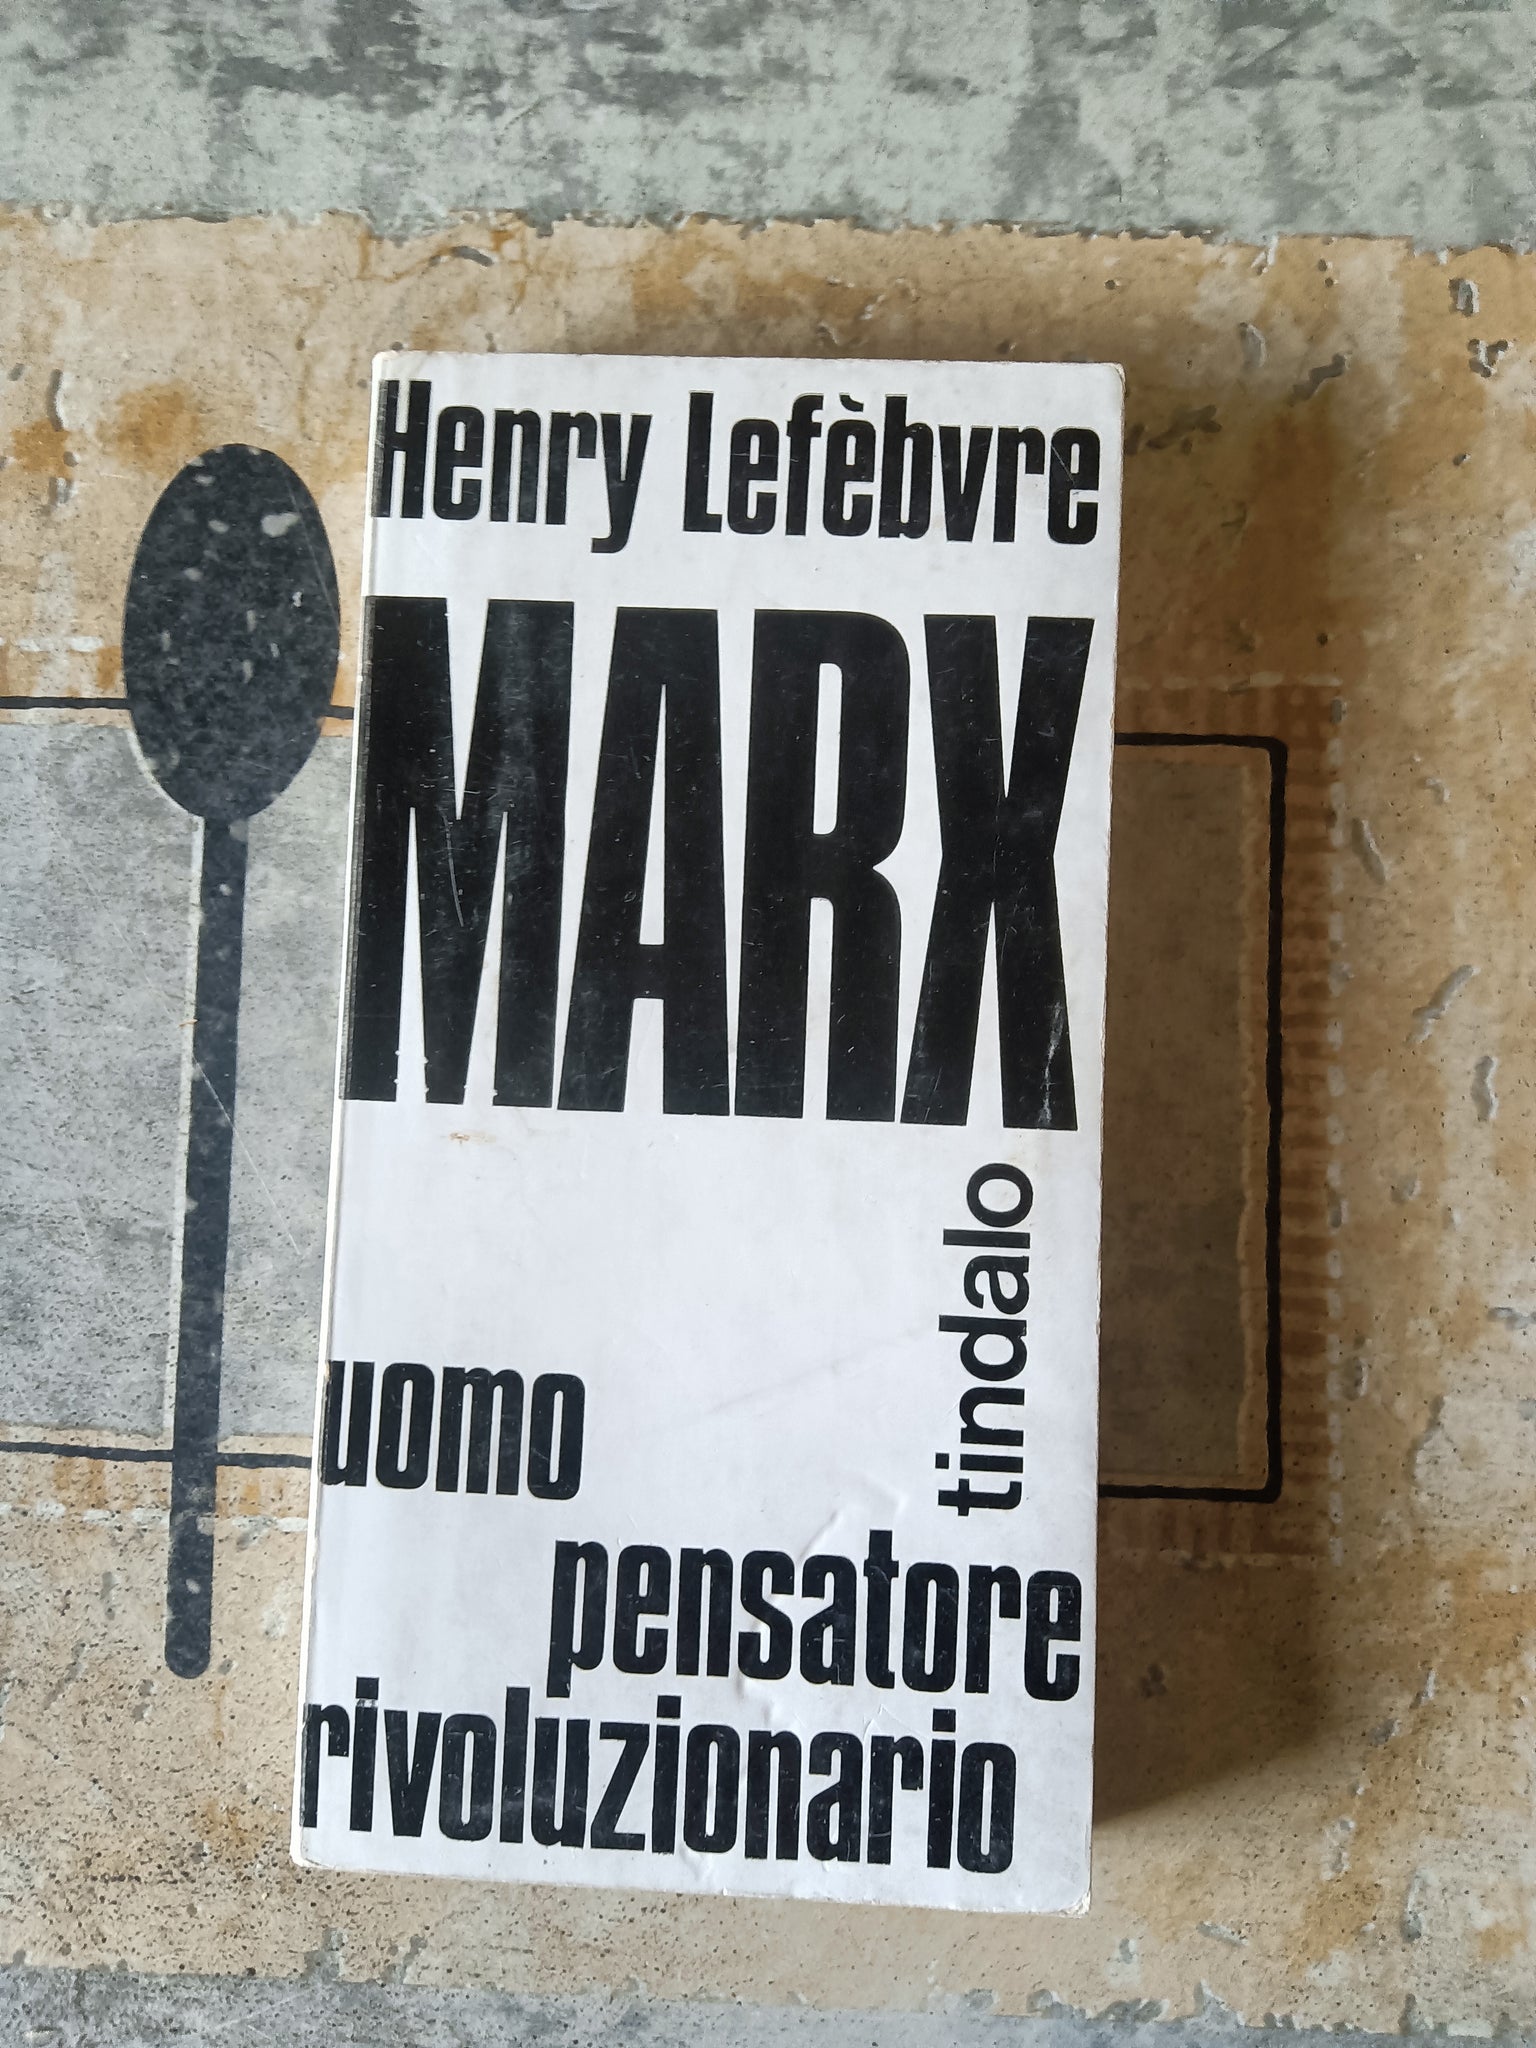 Henry Lefèbvre
MARX
tindalo
uomo
pensatore
rivoluzionario